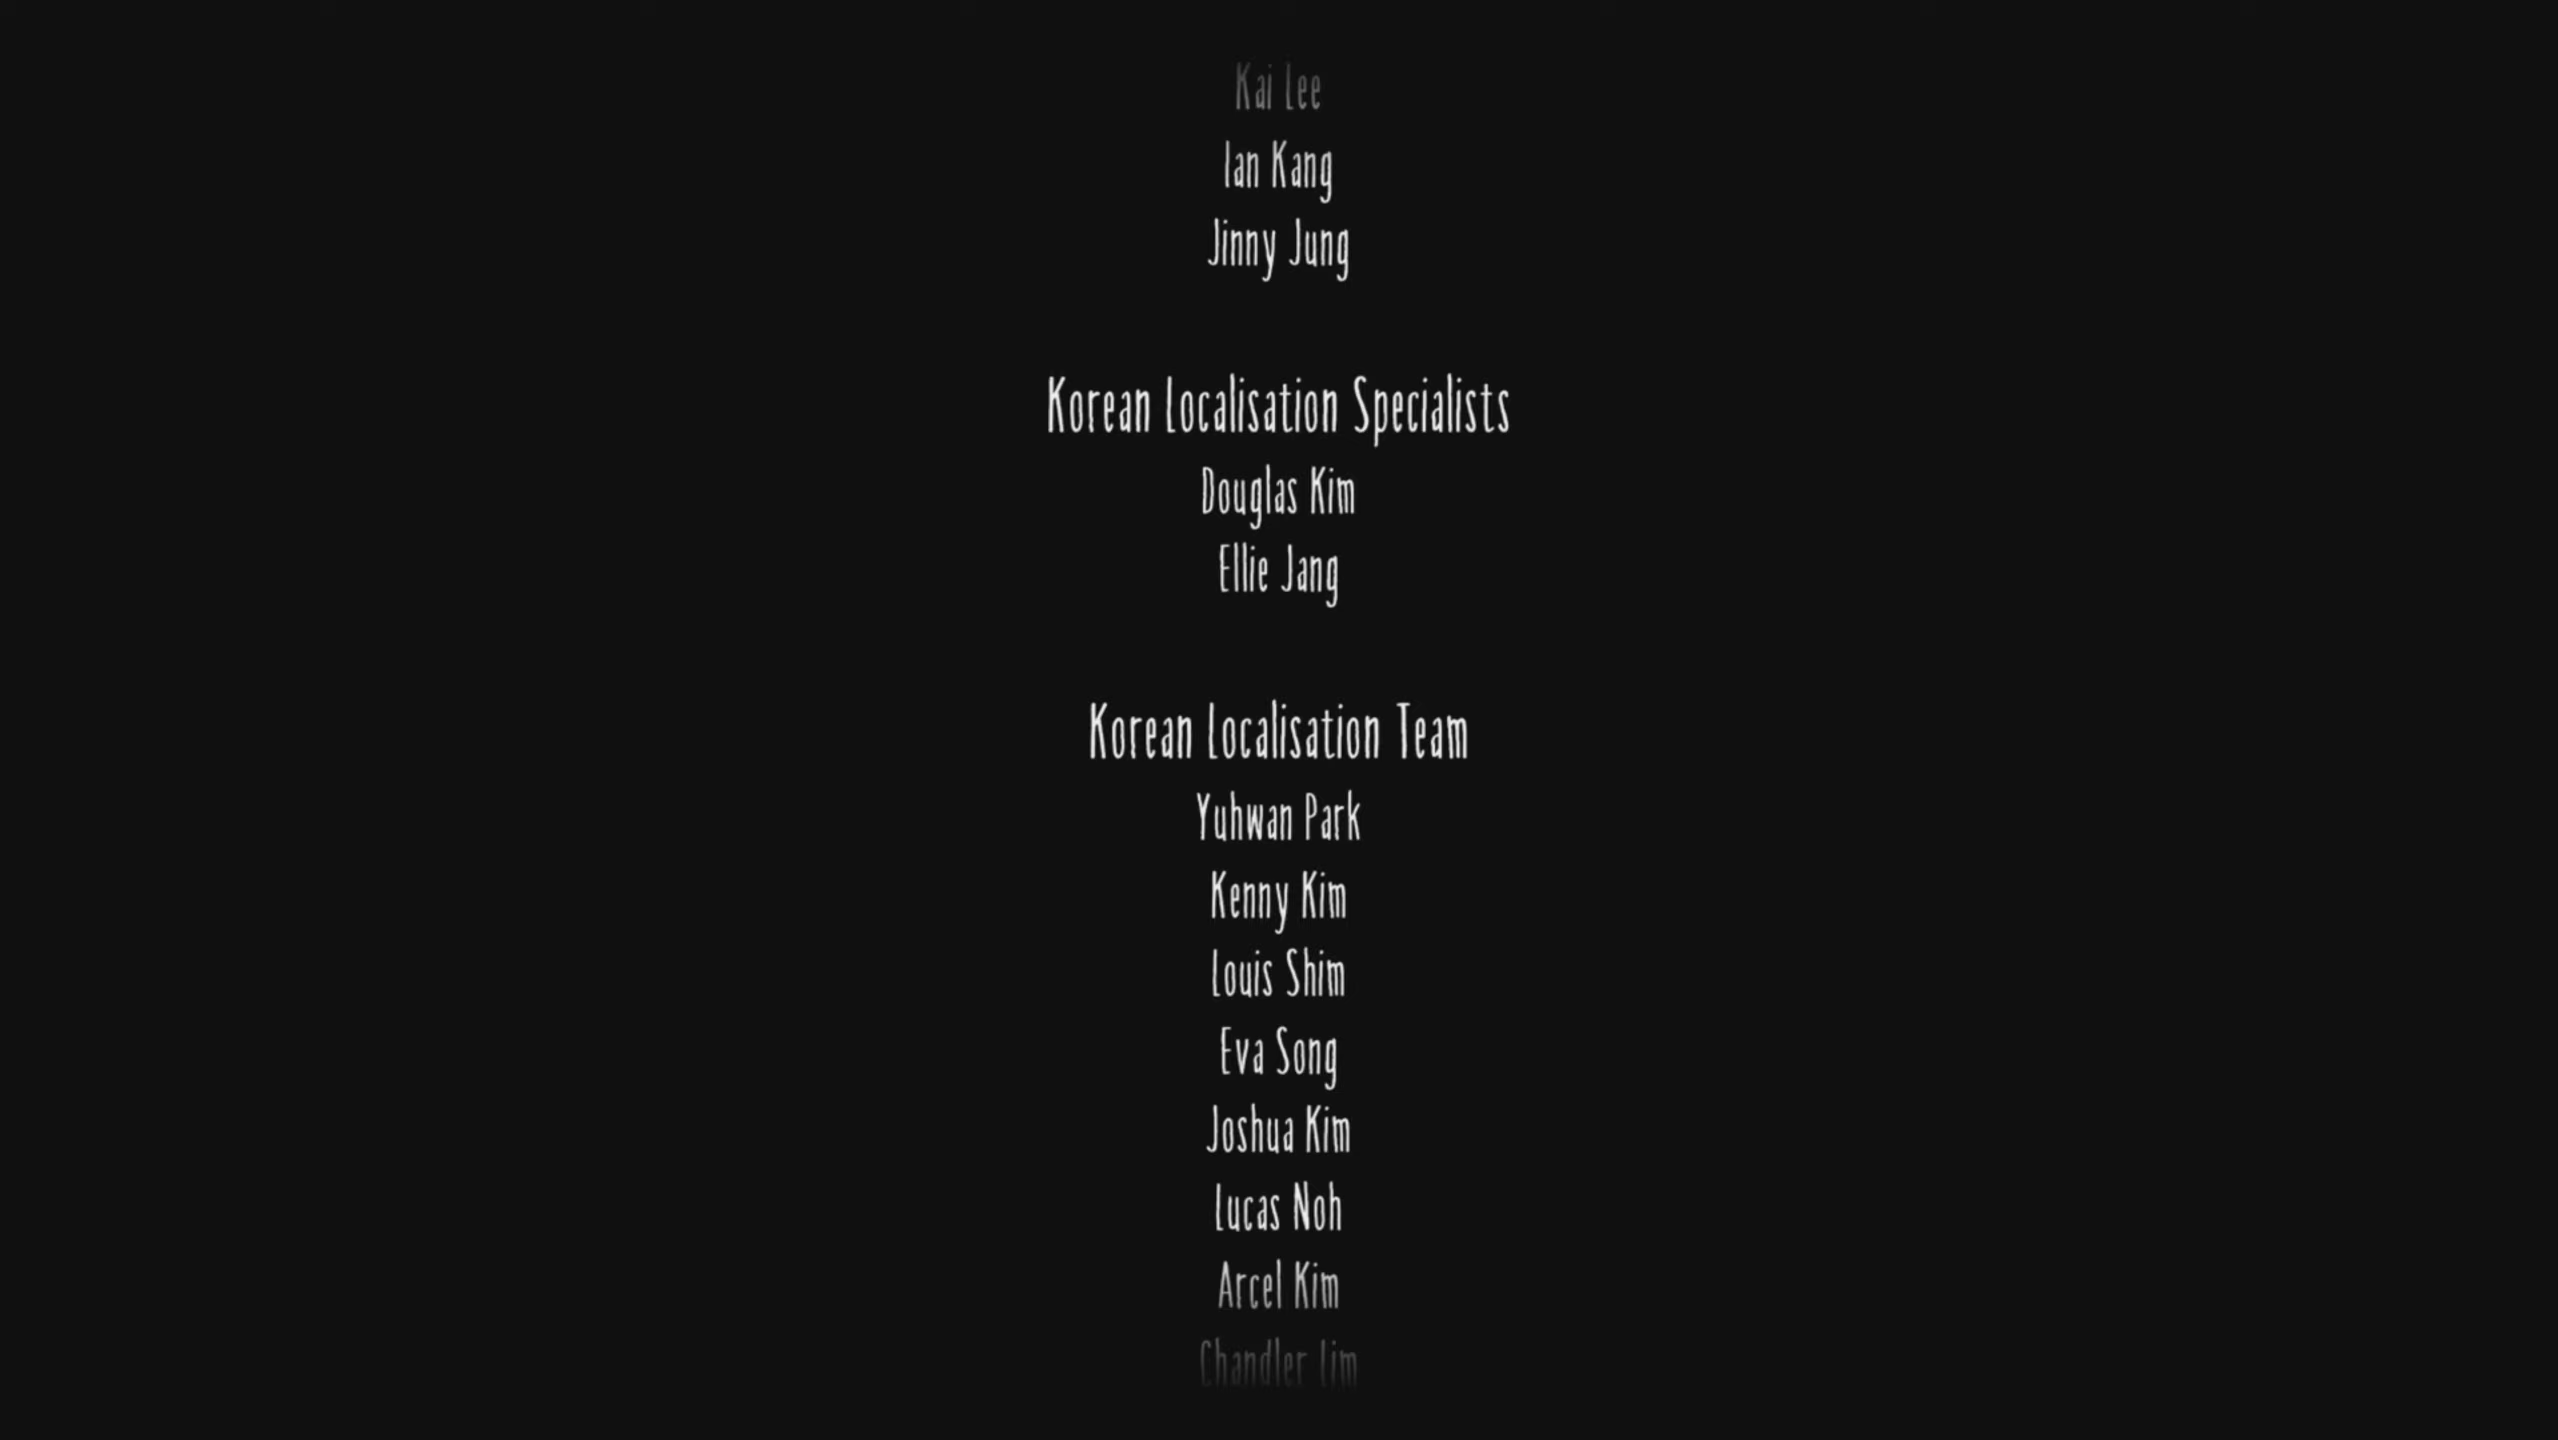 Kai Lee
Ian Kang
Jinny Jung
Korean Localisation Specialists
Douglas Kim
Ellie Jang
Korean Localisation Team
Yuhwan Park
Kenny Kim
Louis Shim
Eva Song
Joshua Kim
Lucas Noh
Arcel Kim
Chandler Lim